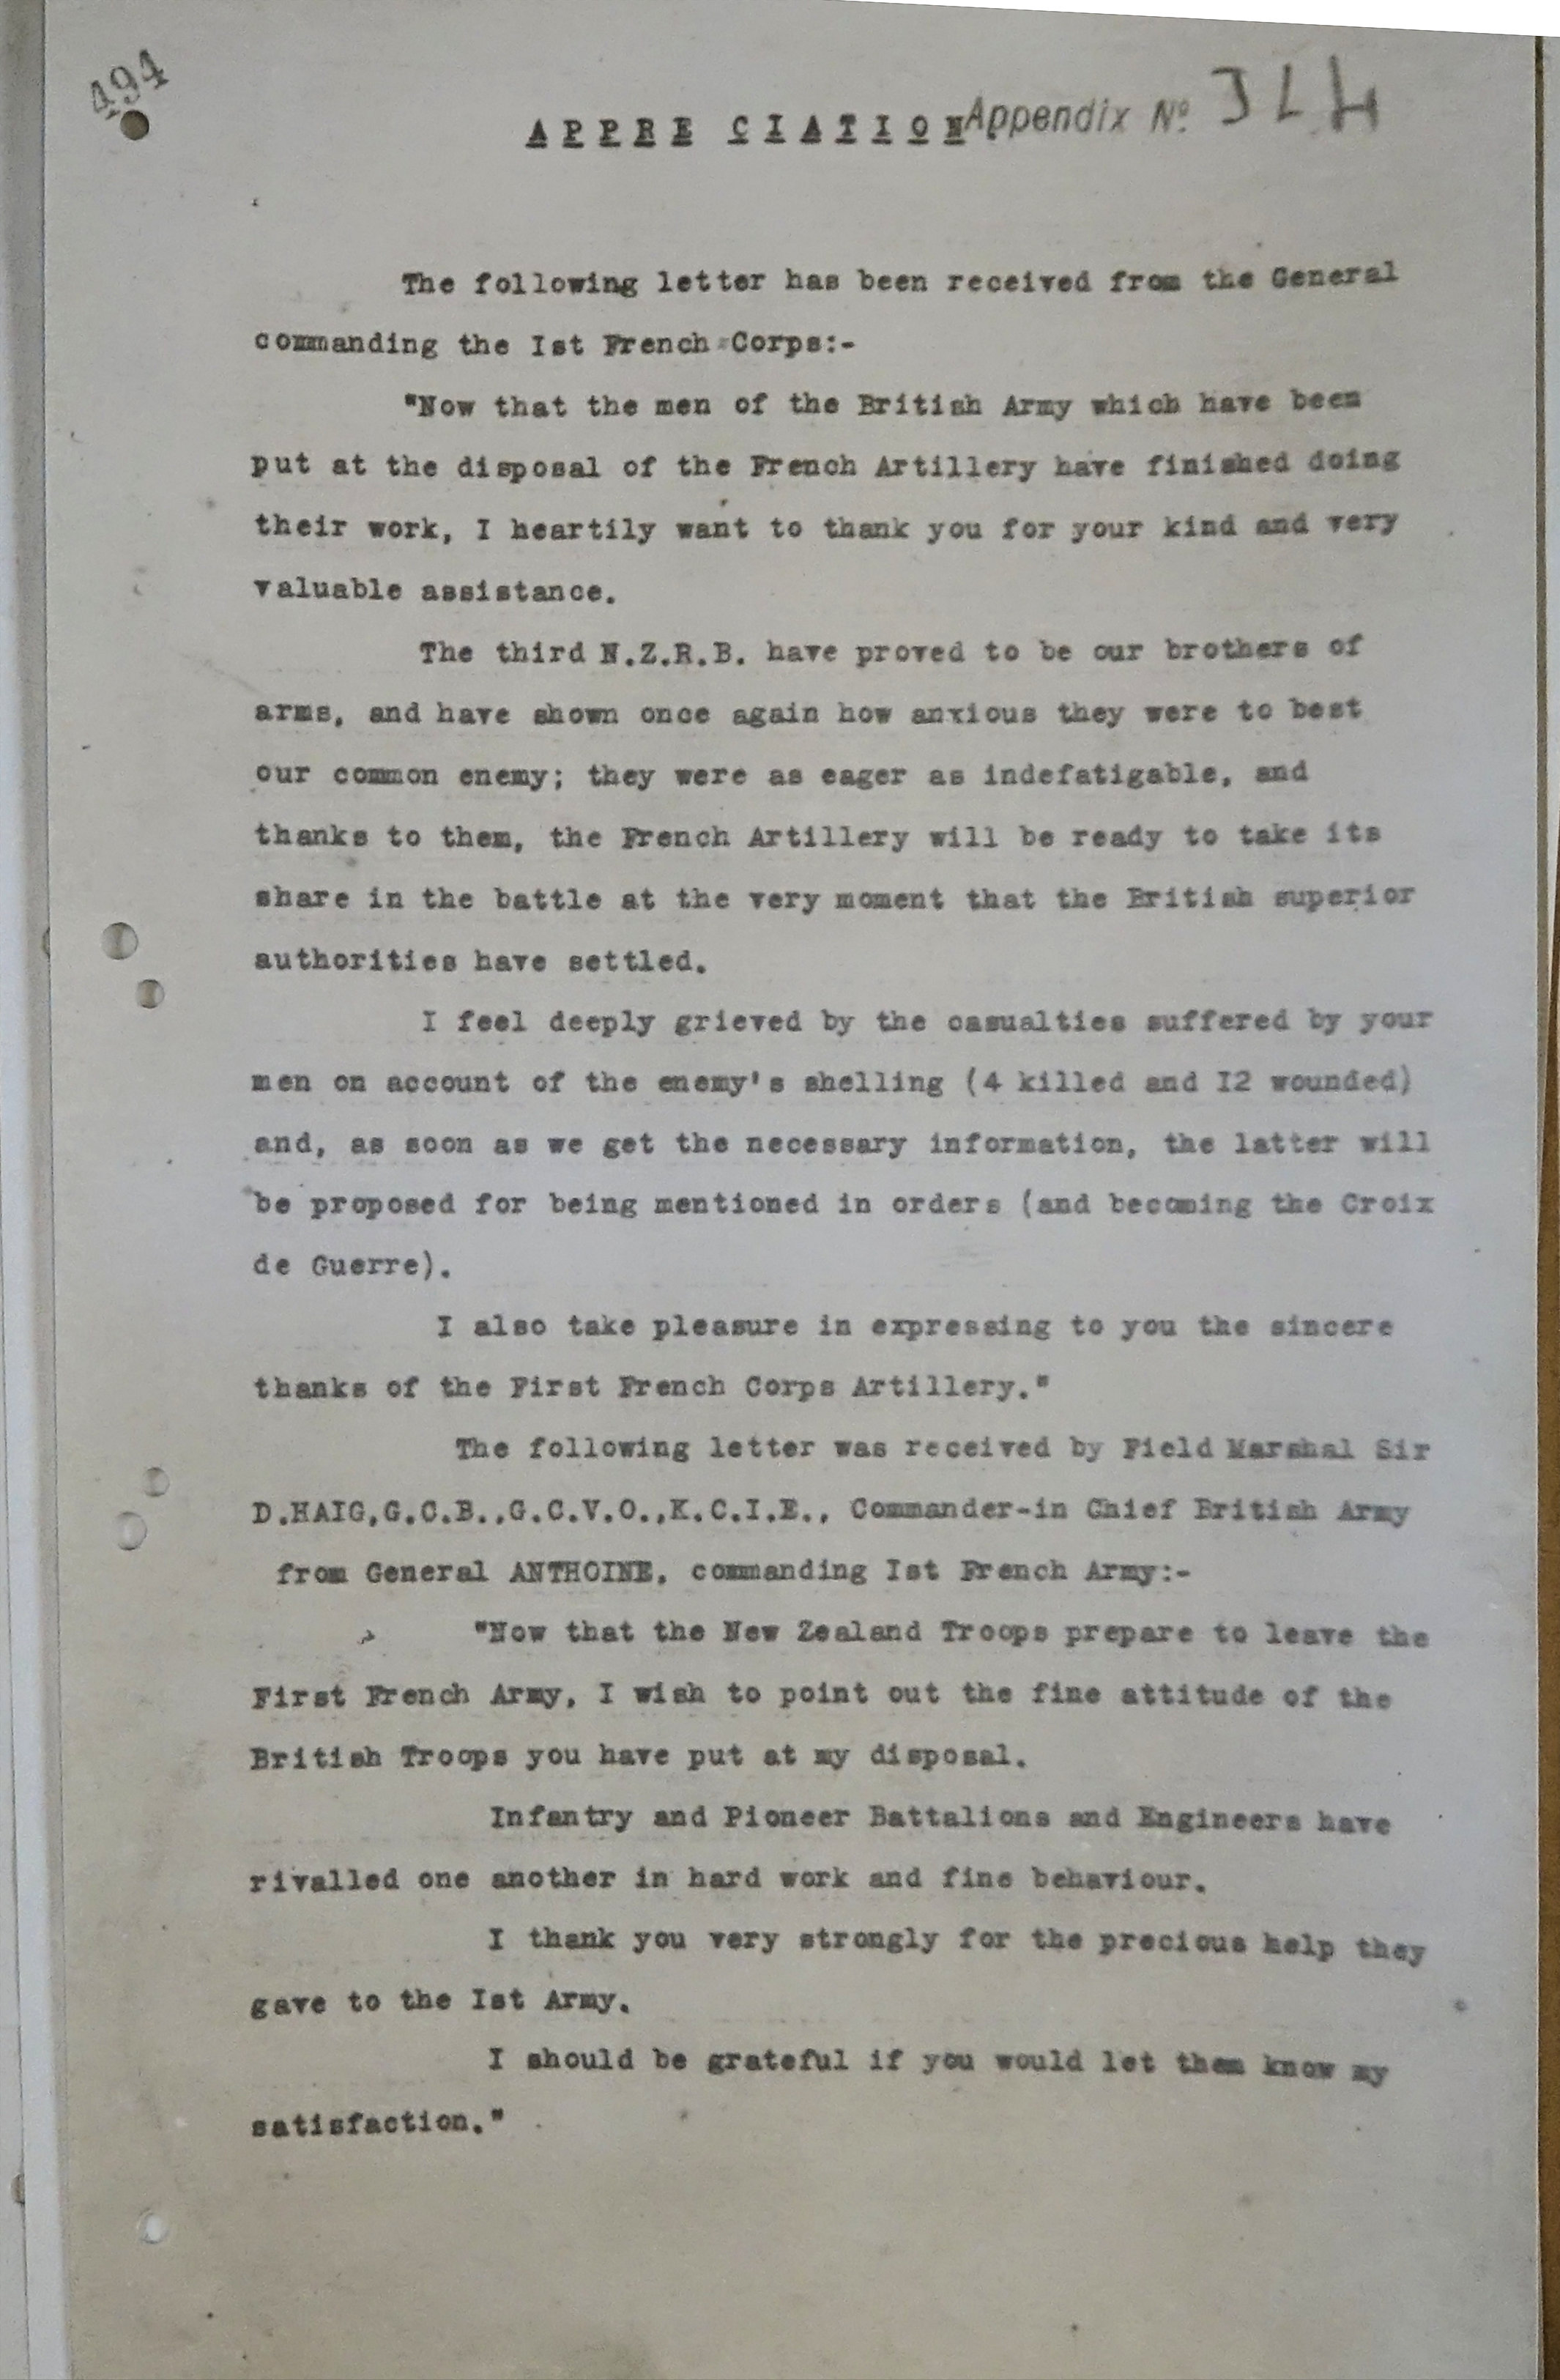 494
APPRE CIATION Appendix No. J L 4
The following letter has been received from the General
commanding the Ist French Corps:-
"Now that the men of the British Army which have been
put at the disposal of the French Artillery have finished doing
their work, I heartily want to thank you for your kind and very
valuable assistance.
The third N.Z.R.B. have proved to be our brothers of
arms, and have shown once again how anxious they were to best
our common enemy; they were as eager as indefatigable, and
thanks to them, the French Artillery will be ready to take its
share in the battle at the very moment that the British superior
authorities have settled.
I feel deeply grieved by the casualties suffered by your
men on account of the enemy's shelling (4 killed and I2 wounded)
and, as soon as we get the necessary information, the latter will
be proposed for being mentioned in orders (and becoming the Croix
de Guerre).
I also take pleasure in expressing to you the sincere
thanks of the First French Corps Artillery."
The following letter was received by Field Marshal Sir
D.HAIG,G.C.B.,G.C.V.O.,K.C.I.E., Commander-in Chief British Army
from General ANTHOINE, commanding Ist French Army:-
"Now that the New Zealand Troops prepare to leave the
First French Army, I wish to point out the fine attitude of the
British Troops you have put at my disposal.
Infantry and Pioneer Battalions and Engineers have
rivalled one another in hard work and fine behaviour.
I thank you very strongly for the precious help they
gave to the Ist Army.
I should be grateful if you would let them know my
satisfaction."